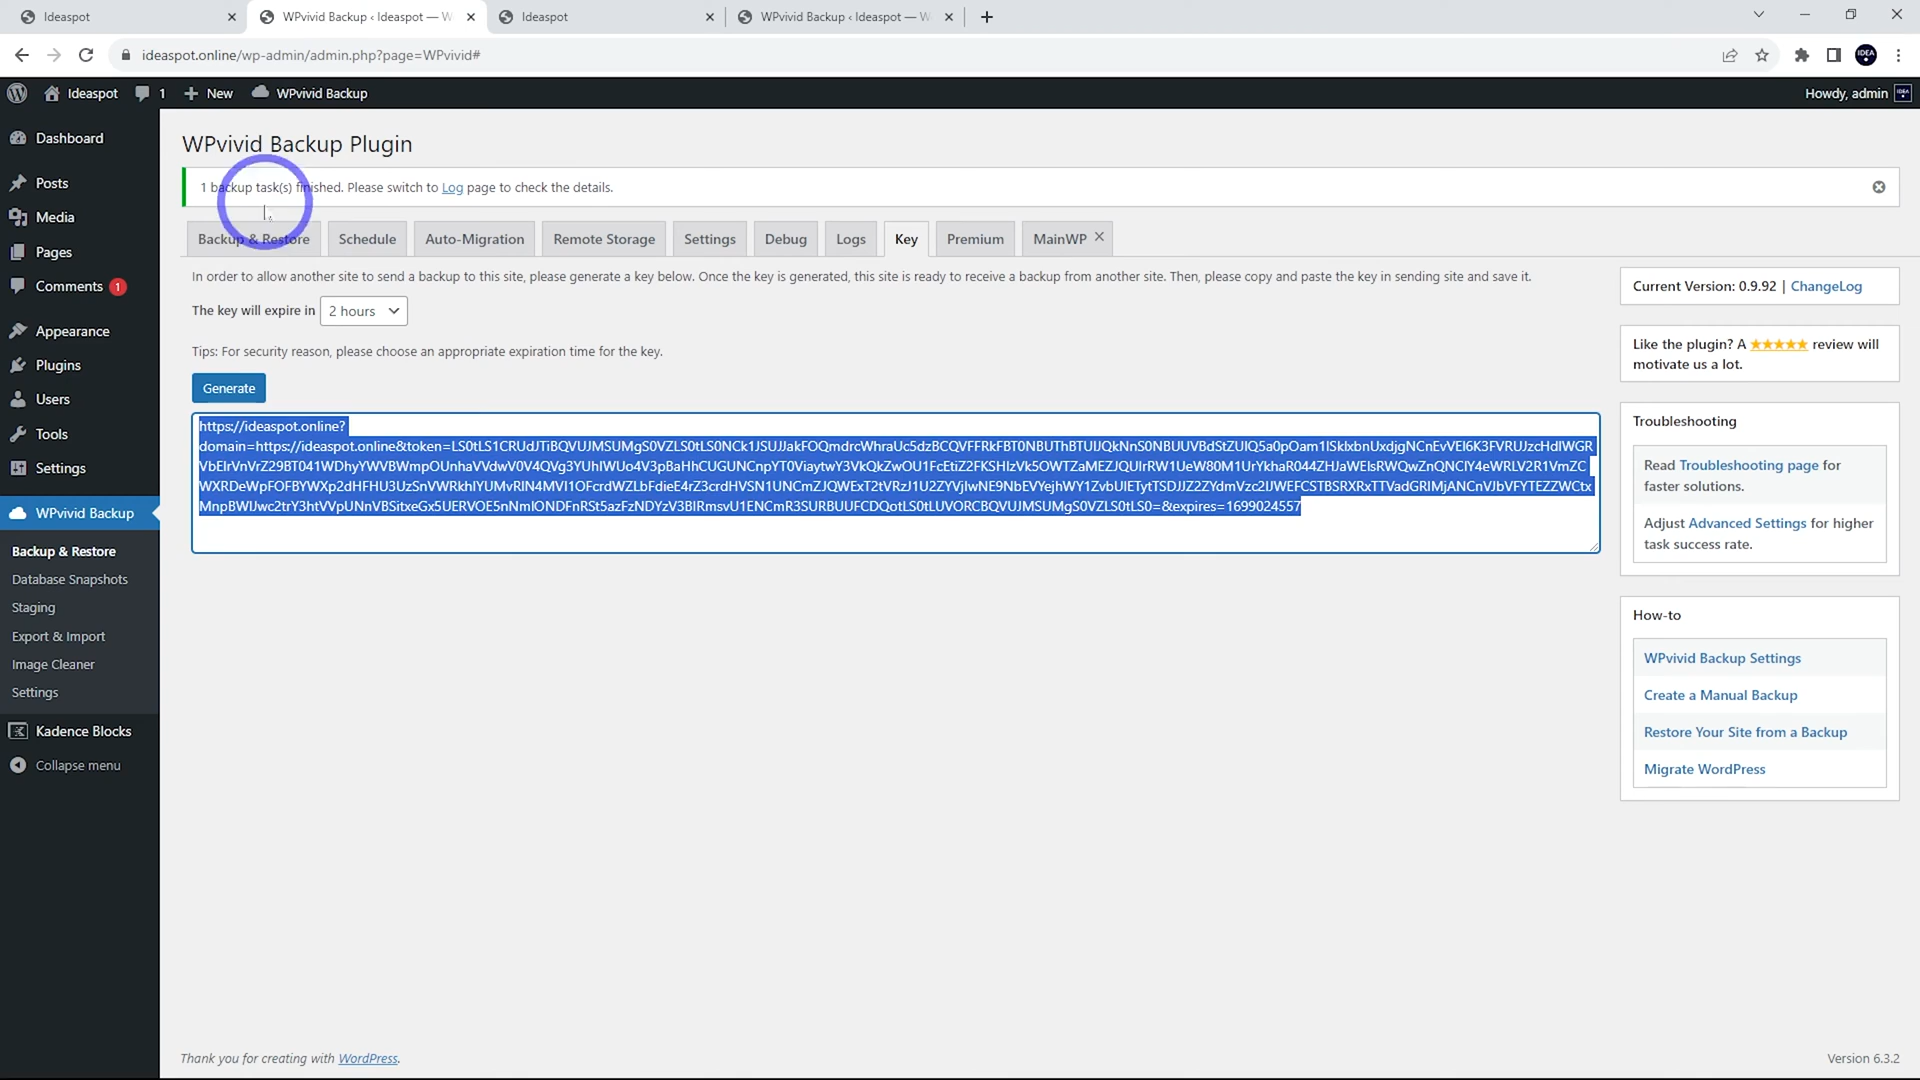 Ideaspot
WPvivid Backup ‹ Ideaspot — W
Ideaspot
WPvivid Backup ‹ Ideaspot — W
ideaspot.online/wp-admin/admin.php?page=WPvivid#
IDEA
Ideaspot
1
New
WPvivid Backup
Howdy, admin
Dashboard
Posts
Media
Pages
Comments 1
Appearance
Plugins
Users
Tools
Settings
WPvivid Backup
Backup & Restore
Database Snapshots
Staging
Export & Import
Image Cleaner
Settings
Kadence Blocks
Collapse menu
WPvivid Backup Plugin
1 backup task(s) finished. Please switch to Log page to check the details.
Backup & Restore
Schedule
Auto-Migration
Remote Storage
Settings
Debug
Logs
Key
Premium
MainWP
In order to allow another site to send a backup to this site, please generate a key below. Once the key is generated, this site is ready to receive a backup from another site. Then, please copy and paste the key in sending site and save it.
The key will expire in 2 hours
Tips: For security reason, please choose an appropriate expiration time for the key.
Generate
https://ideaspot.online?
Current Version: 0.9.92 | ChangeLog
Like the plugin? A ★★★★★ review will
motivate us a lot.
Troubleshooting
Read Troubleshooting page for
faster solutions.
Adjust Advanced Settings for higher
task success rate.
How-to
WPvivid Backup Settings
Create a Manual Backup
Restore Your Site from a Backup
Migrate WordPress
Thank you for creating with WordPress.
Version 6.3.2